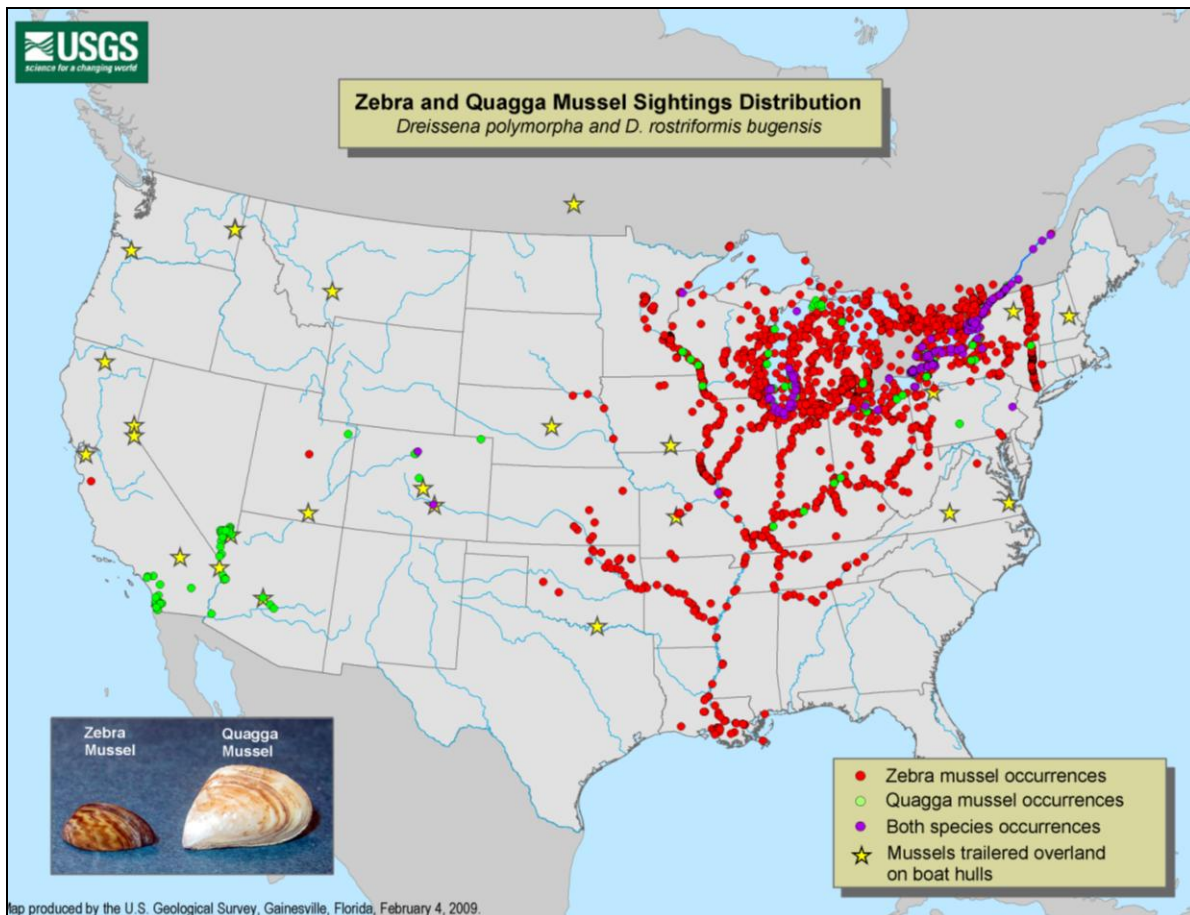 USGS
science for a changing world
Zebra and Quagga Mussel Sightings Distribution
Dreissena polymorpha and D. rostriformis bugensis
Zebra
Mussel
Quagga
Mussel
Zebra mussel occurrences
Quagga mussel occurrences
Both species occurrences
Mussels trailered overland
on boat hulls
Map produced by the U.S. Geological Survey, Gainesville, Florida, February 4, 2009.